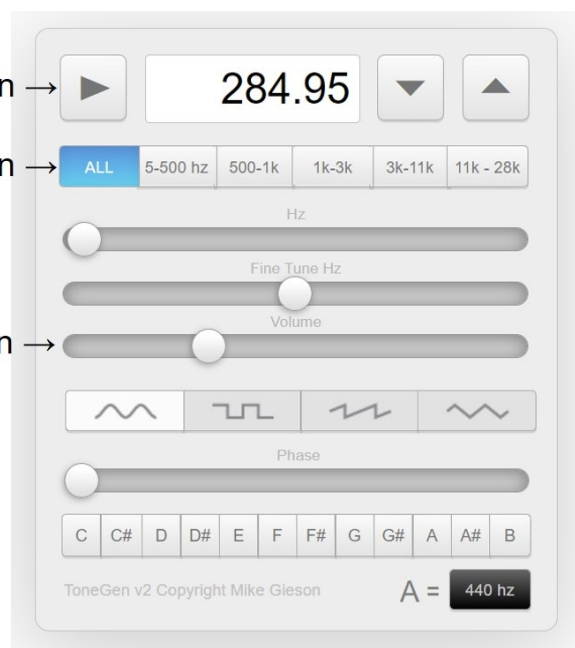 n → 284.95
n → ALL 5-500 hz 500-1k 1k-3k 3k-11k 11k - 28k
Hz
Fine Tune Hz
Volume
n →
Phase
C C# D D# E F F# G G# A A# B
ToneGen v2 Copyright Mike Gieson A = 440 hz